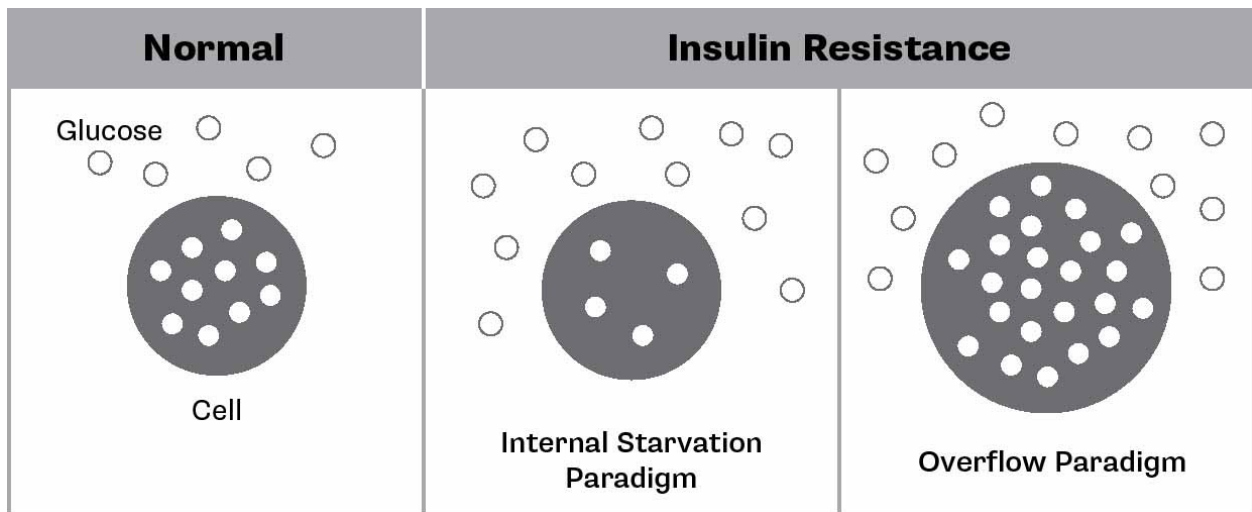 Normal
Insulin Resistance
Glucose
Cell
Internal Starvation
Paradigm
Overflow Paradigm